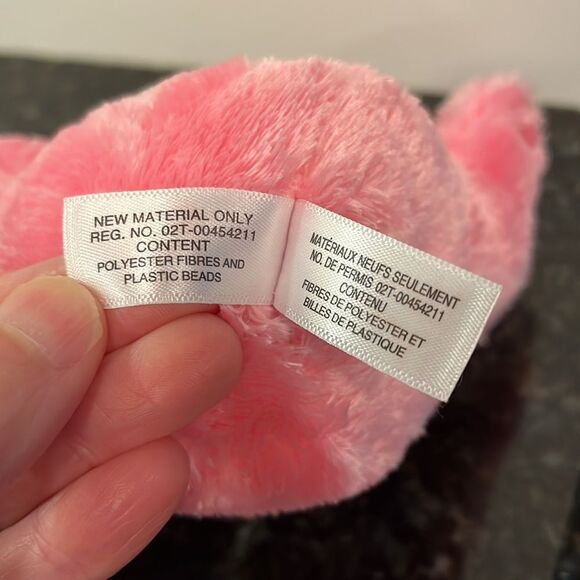 NEW MATERIAL ONLY
REG. NO. 02T-00454211
CONTENT
POLYESTER FIBRES AND
PLASTIC BEADS
MATÉRIAUX NEUFS SEULEMENT
NO. DE PERMIS 02T-00454211
CONTENU
FIBRES DE POLYESTER ET
BILLES DE PLASTIQUE